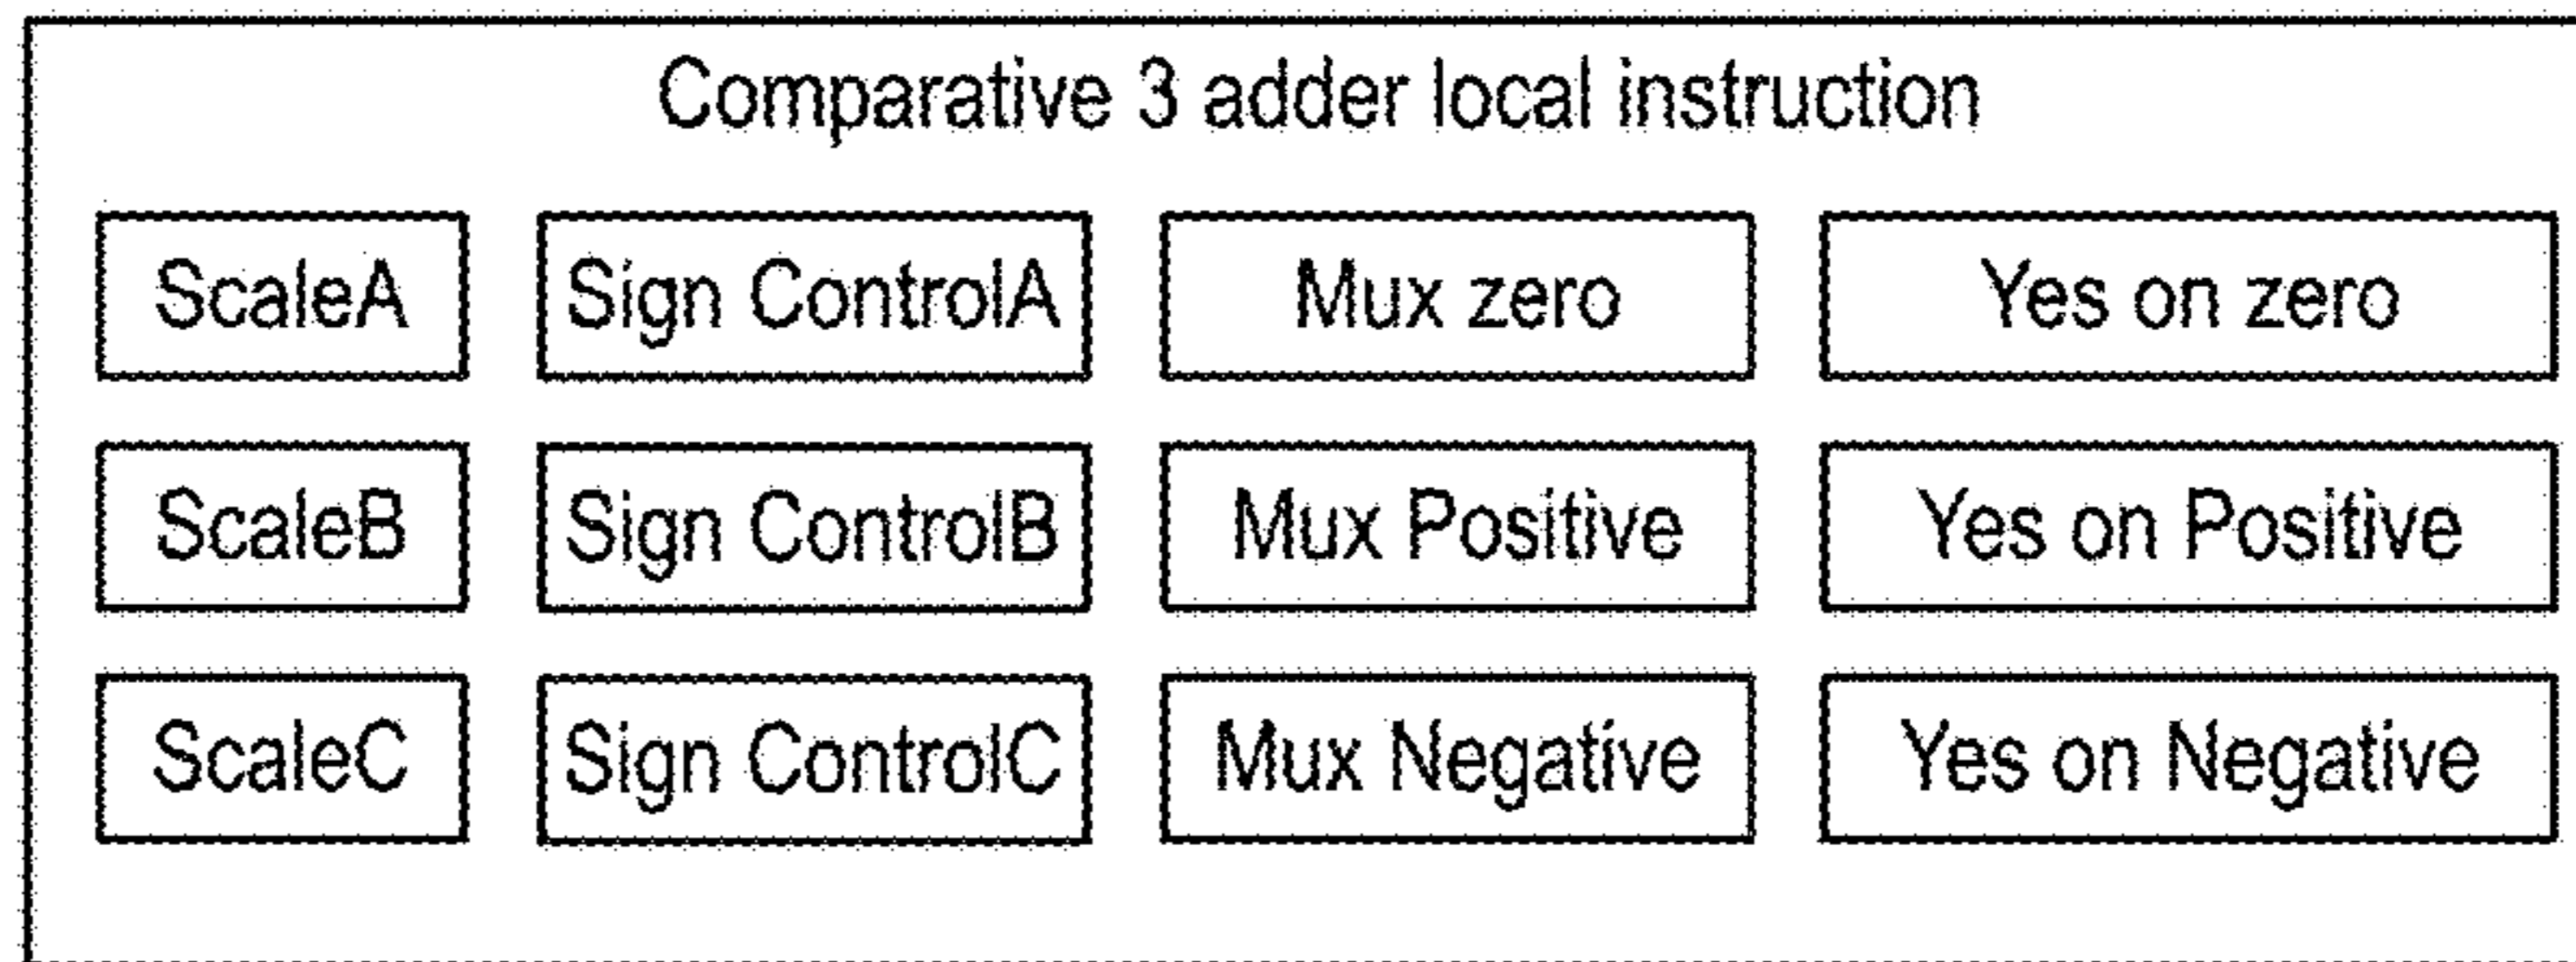 Comparative 3 adder local instruction
ScaleA Sign ControlA Mux zero Yes on zero
ScaleB Sign ControlB Mux Positive Yes on Positive
ScaleC Sign ControlC Mux Negative Yes on Negative